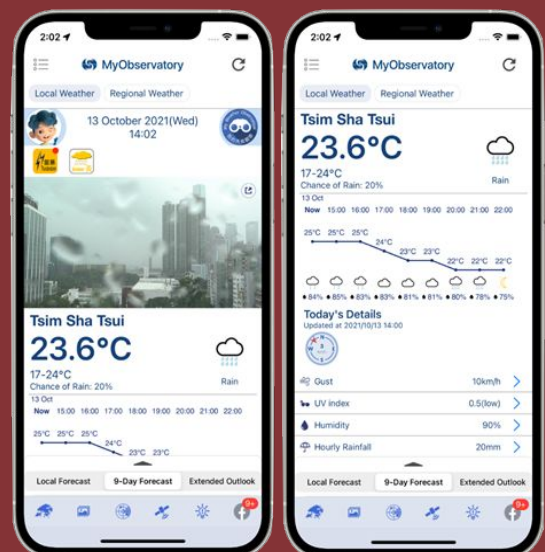 2:02
MyObservatory
Local Weather Regional Weather
13 October 2021(Wed)
14:02
Tsim Sha Tsui
23.6°C
17-24°C
Chance of Rain: 20%
Rain
13 Oct
Now 15:00 16:00 17:00 18:00 19:00 20:00 21:00 22:00
25°C 25°C 25°C
24°C
23°C 23°C
Local Forecast 9-Day Forecast Extended Outlook
9+
2:02
MyObservatory
Local Weather Regional Weather
Tsim Sha Tsui
23.6°C
17-24°C
Chance of Rain: 20%
Rain
13 Oct
Now 15:00 16:00 17:00 18:00 19:00 20:00 21:00 22:00
25°C 25°C 25°C
24°C
23°C 23°C
22°C 22°C 22°C
84% 85% 83% 83% 81% 81% 80% 78% 75%
Today's Details
Updated at 2021/10/13 14:00
N
W E
S
3
Gust 10km/h
UV index 0.5(low)
Humidity 90%
Hourly Rainfall 20mm
Local Forecast 9-Day Forecast Extended Outlook
9+